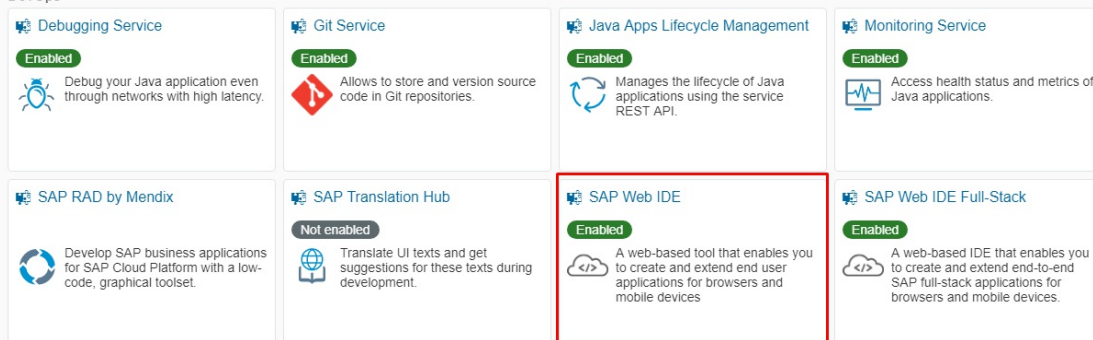 Debugging Service
Enabled
Debug your Java application even
through networks with high latency.
Git Service
Enabled
Allows to store and version source
code in Git repositories.
Java Apps Lifecycle Management
Enabled
Manages the lifecycle of Java
applications using the service
REST API.
Monitoring Service
Enabled
Access health status and metrics of
Java applications.
SAP RAD by Mendix
Develop SAP business applications
for SAP Cloud Platform with a low-
code, graphical toolset.
SAP Translation Hub
Not enabled
Translate UI texts and get
suggestions for these texts during
development.
SAP Web IDE
Enabled
A web-based tool that enables you
to create and extend end user
applications for browsers and
mobile devices
SAP Web IDE Full-Stack
Enabled
A web-based IDE that enables you
to create and extend end-to-end
SAP full-stack applications for
browsers and mobile devices.